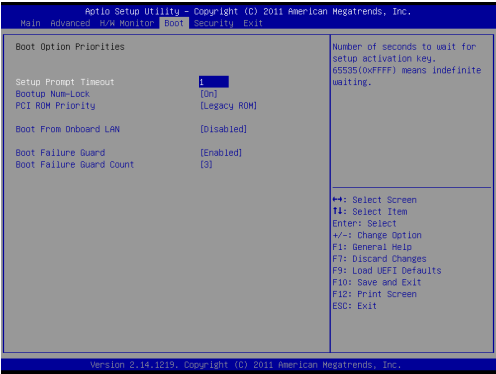 Aptio Setup Utility – Copyright (C) 2011 American Megatrends, Inc.
Main Advanced H/W Monitor Boot Security Exit
Boot Option Priorities
Setup Prompt Timeout 1
Bootup Num-Lock [On]
PCI ROM Priority [Legacy ROM]
Boot From Onboard LAN [Disabled]
Boot Failure Guard [Enabled]
Boot Failure Guard Count [3]
Number of seconds to wait for
setup activation key.
65535(0xFFFF) means indefinite
waiting.
→←: Select Screen
↑↓: Select Item
Enter: Select
+/-: Change Option
F1: General Help
F7: Discard Changes
F9: Load UEFI Defaults
F10: Save and Exit
F12: Print Screen
ESC: Exit
Version 2.14.1219. Copyright (C) 2011 American Megatrends, Inc.